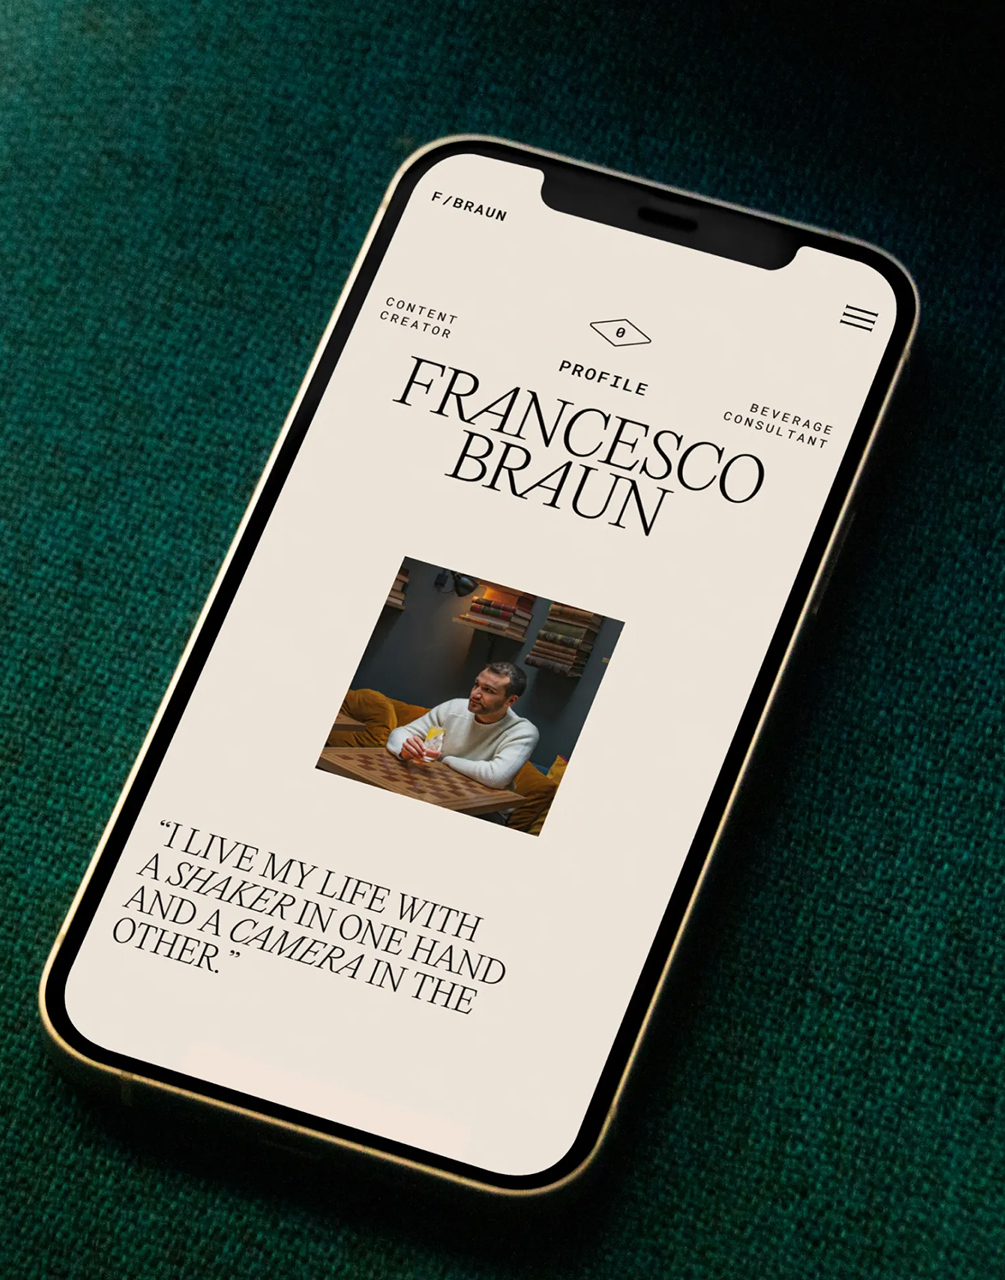 F/BRAUN
CONTENT
CREATOR
0
PROFILE
BEVERAGE
CONSULTANT
FRANCESCO
BRAUN
“I LIVE MY LIFE WITH
A SHAKER IN ONE HAND
AND A CAMERA IN THE
OTHER.”